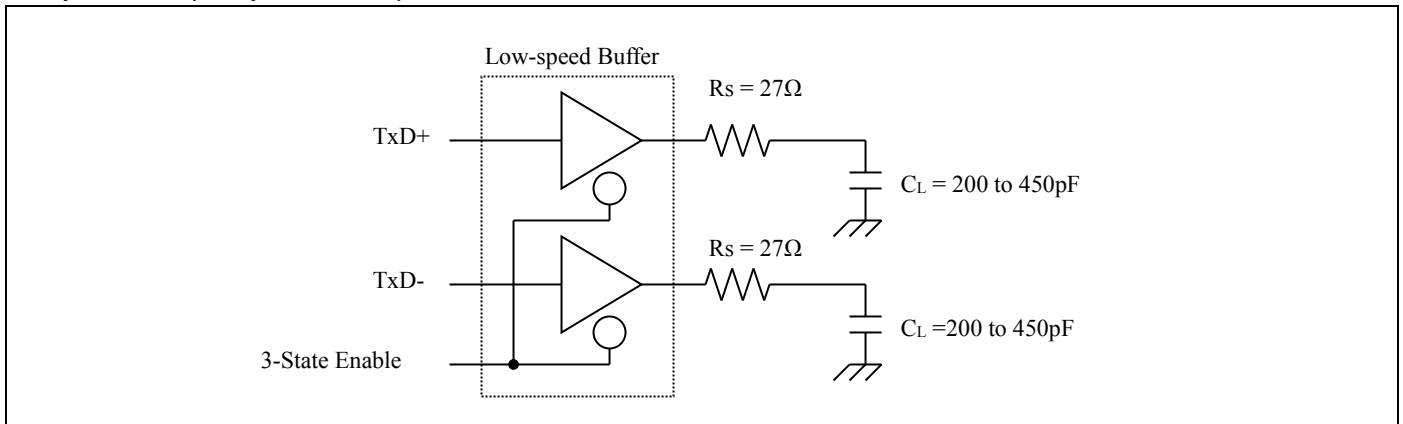 Low-speed Buffer
Rs = 27Ω
TxD+
CL = 200 to 450pF
Rs = 27Ω
TxD-
CL =200 to 450pF
3-State Enable